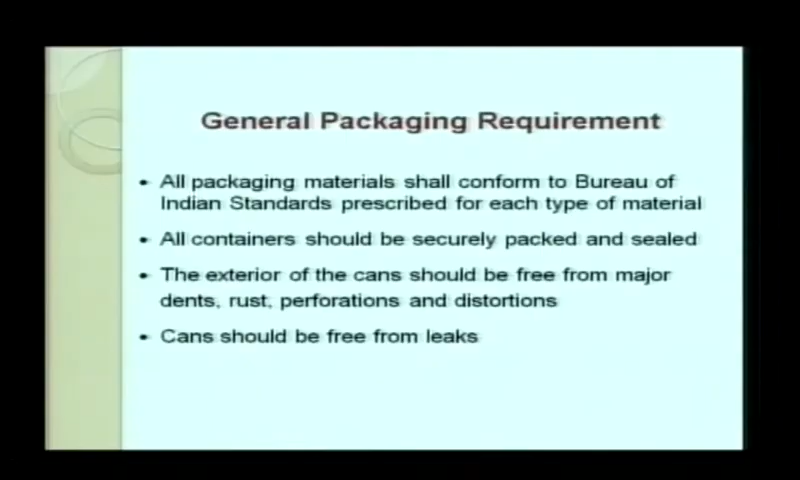 General Packaging Requirement
• All packaging materials shall conform to Bureau of
Indian Standards prescribed for each type of material
• All containers should be securely packed and sealed
• The exterior of the cans should be free from major
dents, rust, perforations and distortions
• Cans should be free from leaks